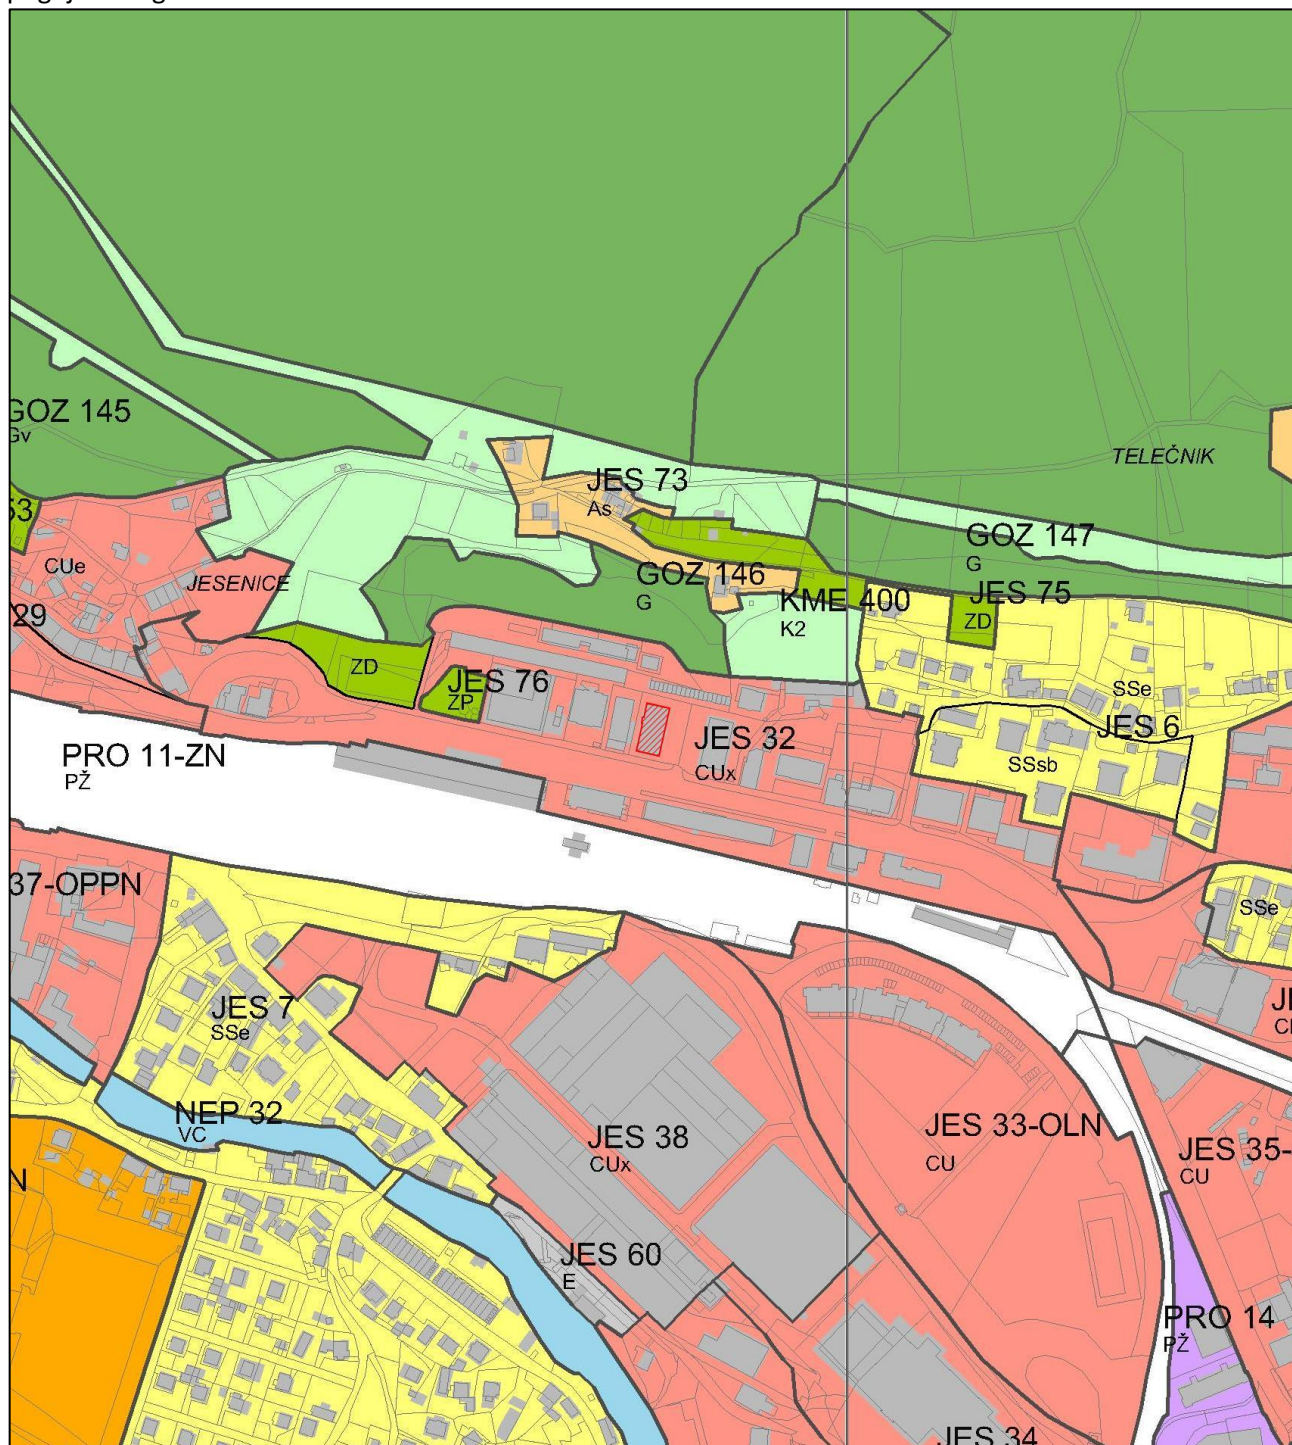 GOZ 145
Gv
TELEČNIK
JES 73
As
53
GOZ 147
G
CUe
JESENICE
GOZ 146
G
KME 400
K2
JES 75
ZD
29
ZD
JES 76
ZP
SSe
JES 6
JES 32
CUx
SSsb
PRO 11-ZN
PŽ
37-OPPN
SSe
JES 7
SSe
NEP 32
VC
JES 38
CUx
JES 33-OLN
CU
JES 35-
CU
N
JES 60
E
PRO 14
PŽ
JES 34